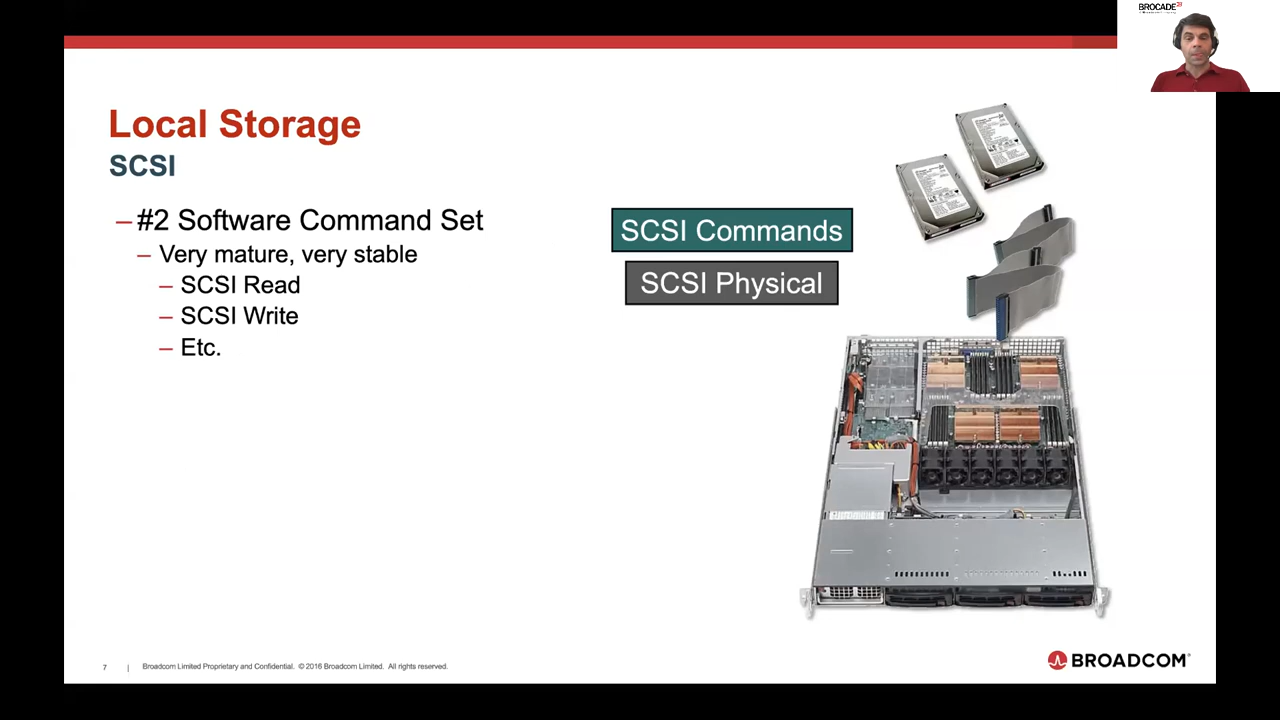 BROCADE
Local Storage
SCSI
– #2 Software Command Set
– Very mature, very stable
– SCSI Read
– SCSI Write
– Etc.
SCSI Commands
SCSI Physical
7 | Broadcom Limited Proprietary and Confidential. © 2016 Broadcom Limited. All rights reserved.
BROADCOM